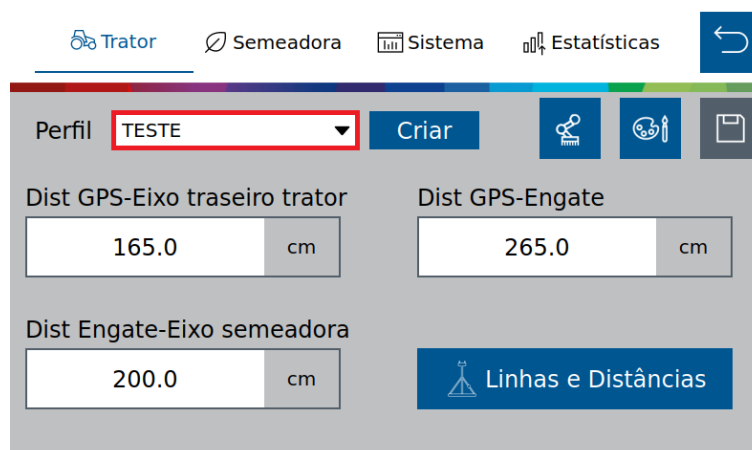 Trator Semeadora Sistema Estatísticas
Perfil TESTE Criar
Dist GPS-Eixo traseiro trator Dist GPS-Engate
165.0 cm 265.0 cm
Dist Engate-Eixo semeadora
200.0 cm Linhas e Distâncias